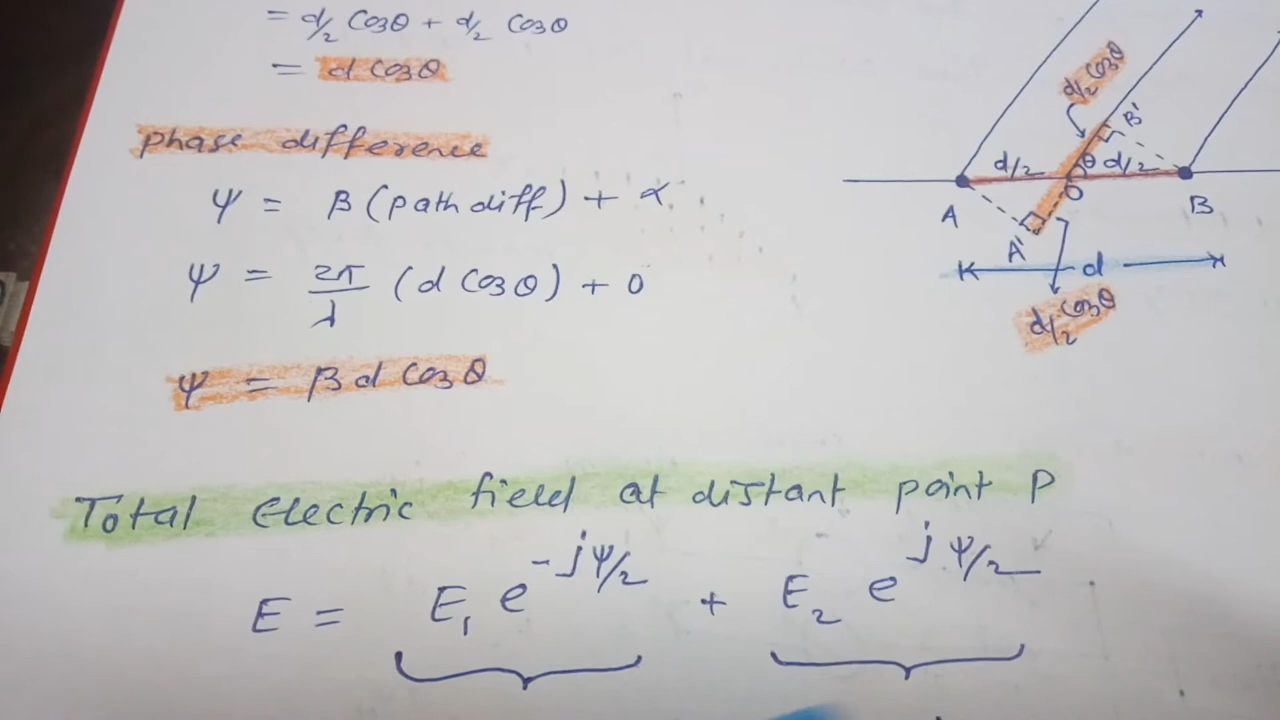 = d/2 Cosθ + d/2 Cosθ
= d Cosθ
phase difference
ψ = β (path diff) + α
ψ = 2π/λ (d Cosθ) + 0
ψ = β d Cosθ
d/2 Cosθ
B'
d/2 θ d/2
A O B
A'
d
d/2 Cosθ
Total Electric field at distant point P
E = E₁ e^-jψ/2 + E₂ e^jψ/2